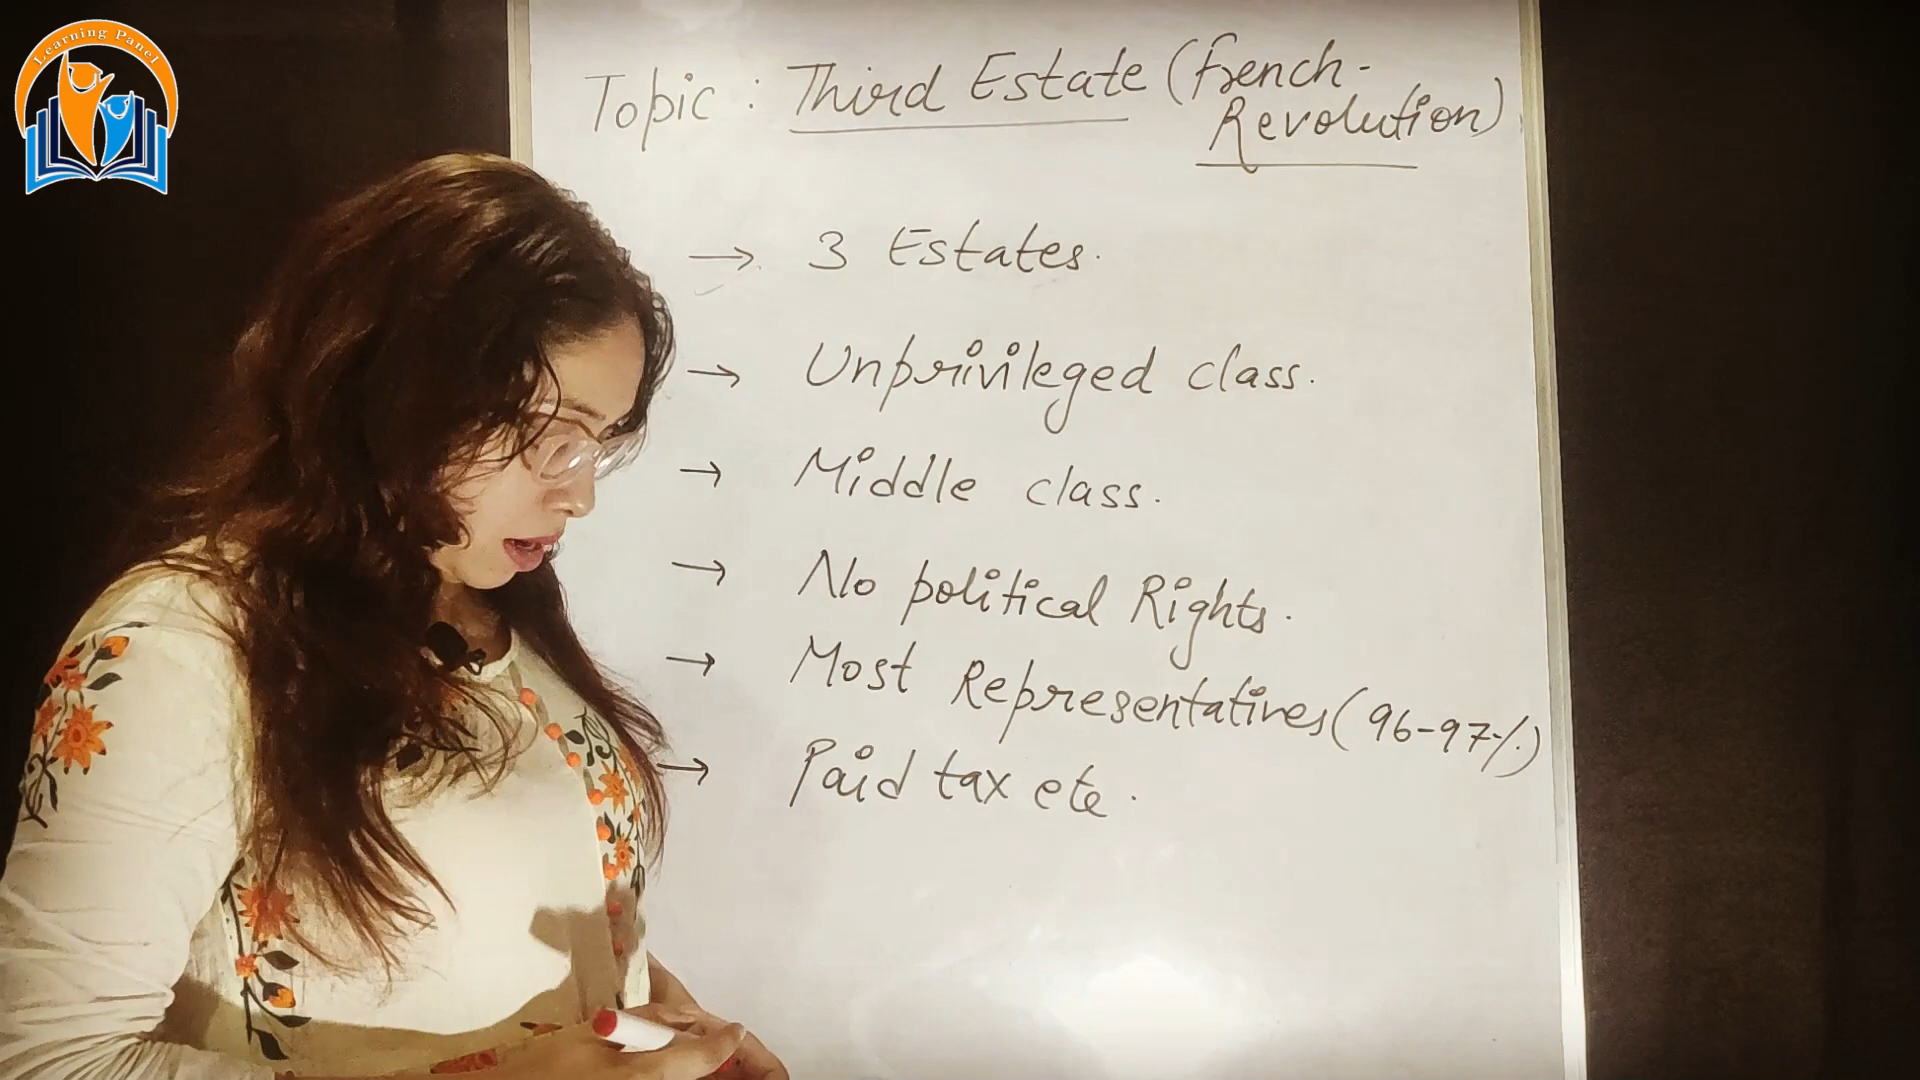 Learning Panel
Topic : Third Estate (French-
Revolution)
→ 3 Estates.
→ Unprivileged class.
→ Middle class.
→ No political Rights.
→ Most Representatives (96-97%)
→ Paid tax etc.